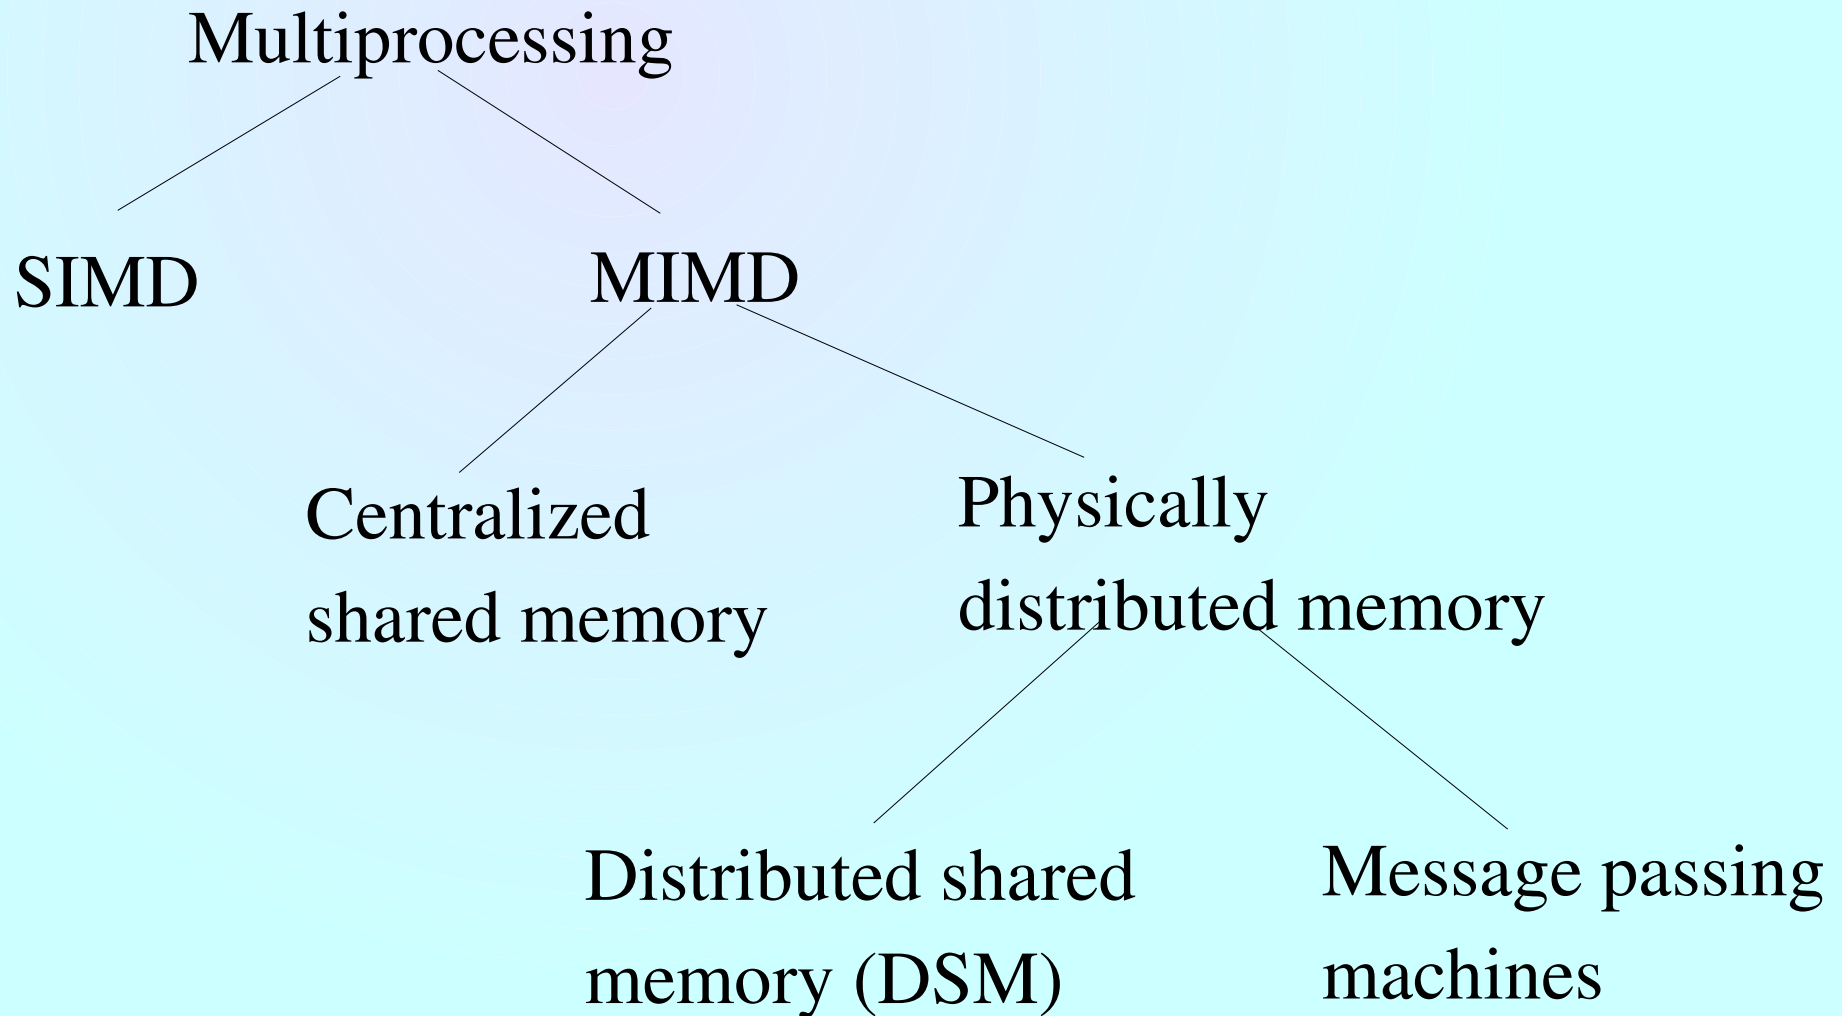 Multiprocessing
SIMD
MIMD
Centralized
shared memory
Physically
distributed memory
Distributed shared
memory (DSM)
Message passing
machines